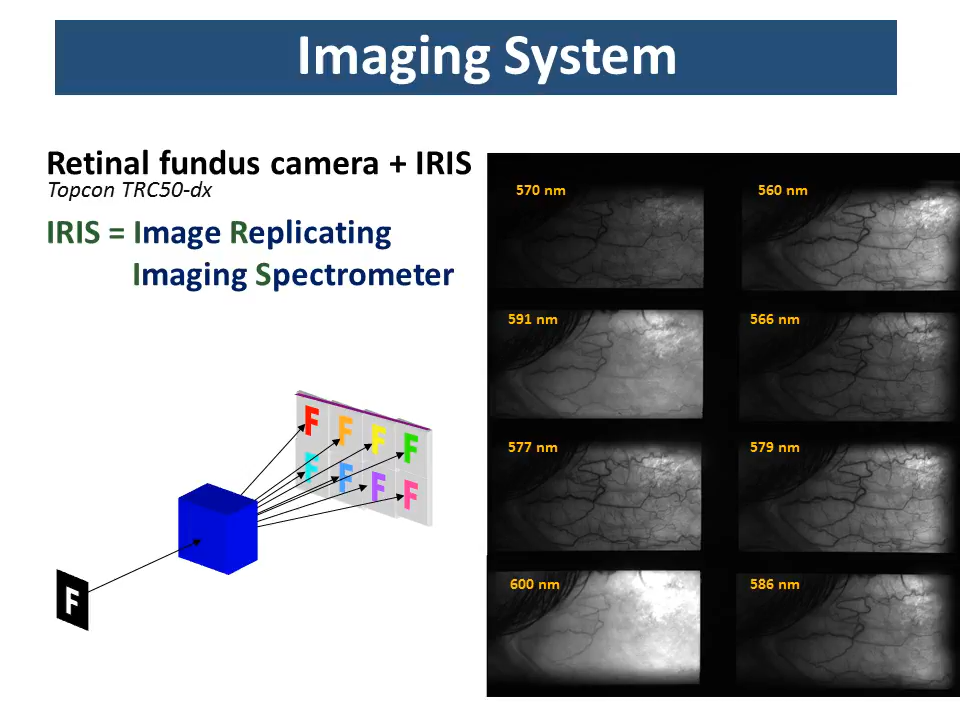 Imaging System
Retinal fundus camera + IRIS
Topcon TRC50-dx
IRIS = Image Replicating
Imaging Spectrometer
F F F F
F F F F
F
570 nm
560 nm
591 nm
566 nm
577 nm
579 nm
600 nm
586 nm